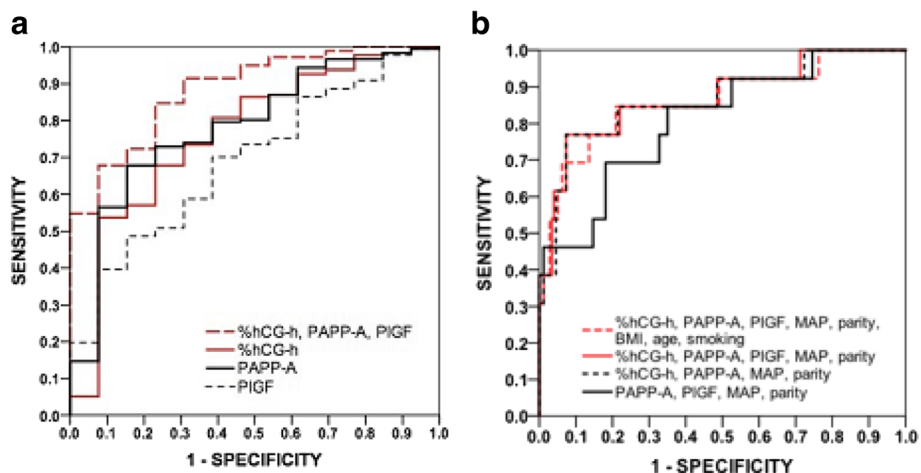 a
SENSITIVITY
1.0
0.9
0.8
0.7
0.6
0.5
0.4
0.3
0.2
0.1
0.0
%hCG-h, PAPP-A, PlGF
%hCG-h
PAPP-A
PlGF
0.0 0.1 0.2 0.3 0.4 0.5 0.6 0.7 0.8 0.9 1.0
1 - SPECIFICITY
b
SENSITIVITY
1.0
0.9
0.8
0.7
0.6
0.5
0.4
0.3
0.2
0.1
0.0
%hCG-h, PAPP-A, PlGF, MAP, parity,
BMI, age, smoking
%hCG-h, PAPP-A, PlGF, MAP, parity
%hCG-h, PAPP-A, MAP, parity
PAPP-A, PlGF, MAP, parity
0.0 0.1 0.2 0.3 0.4 0.5 0.6 0.7 0.8 0.9 1.0
1 - SPECIFICITY